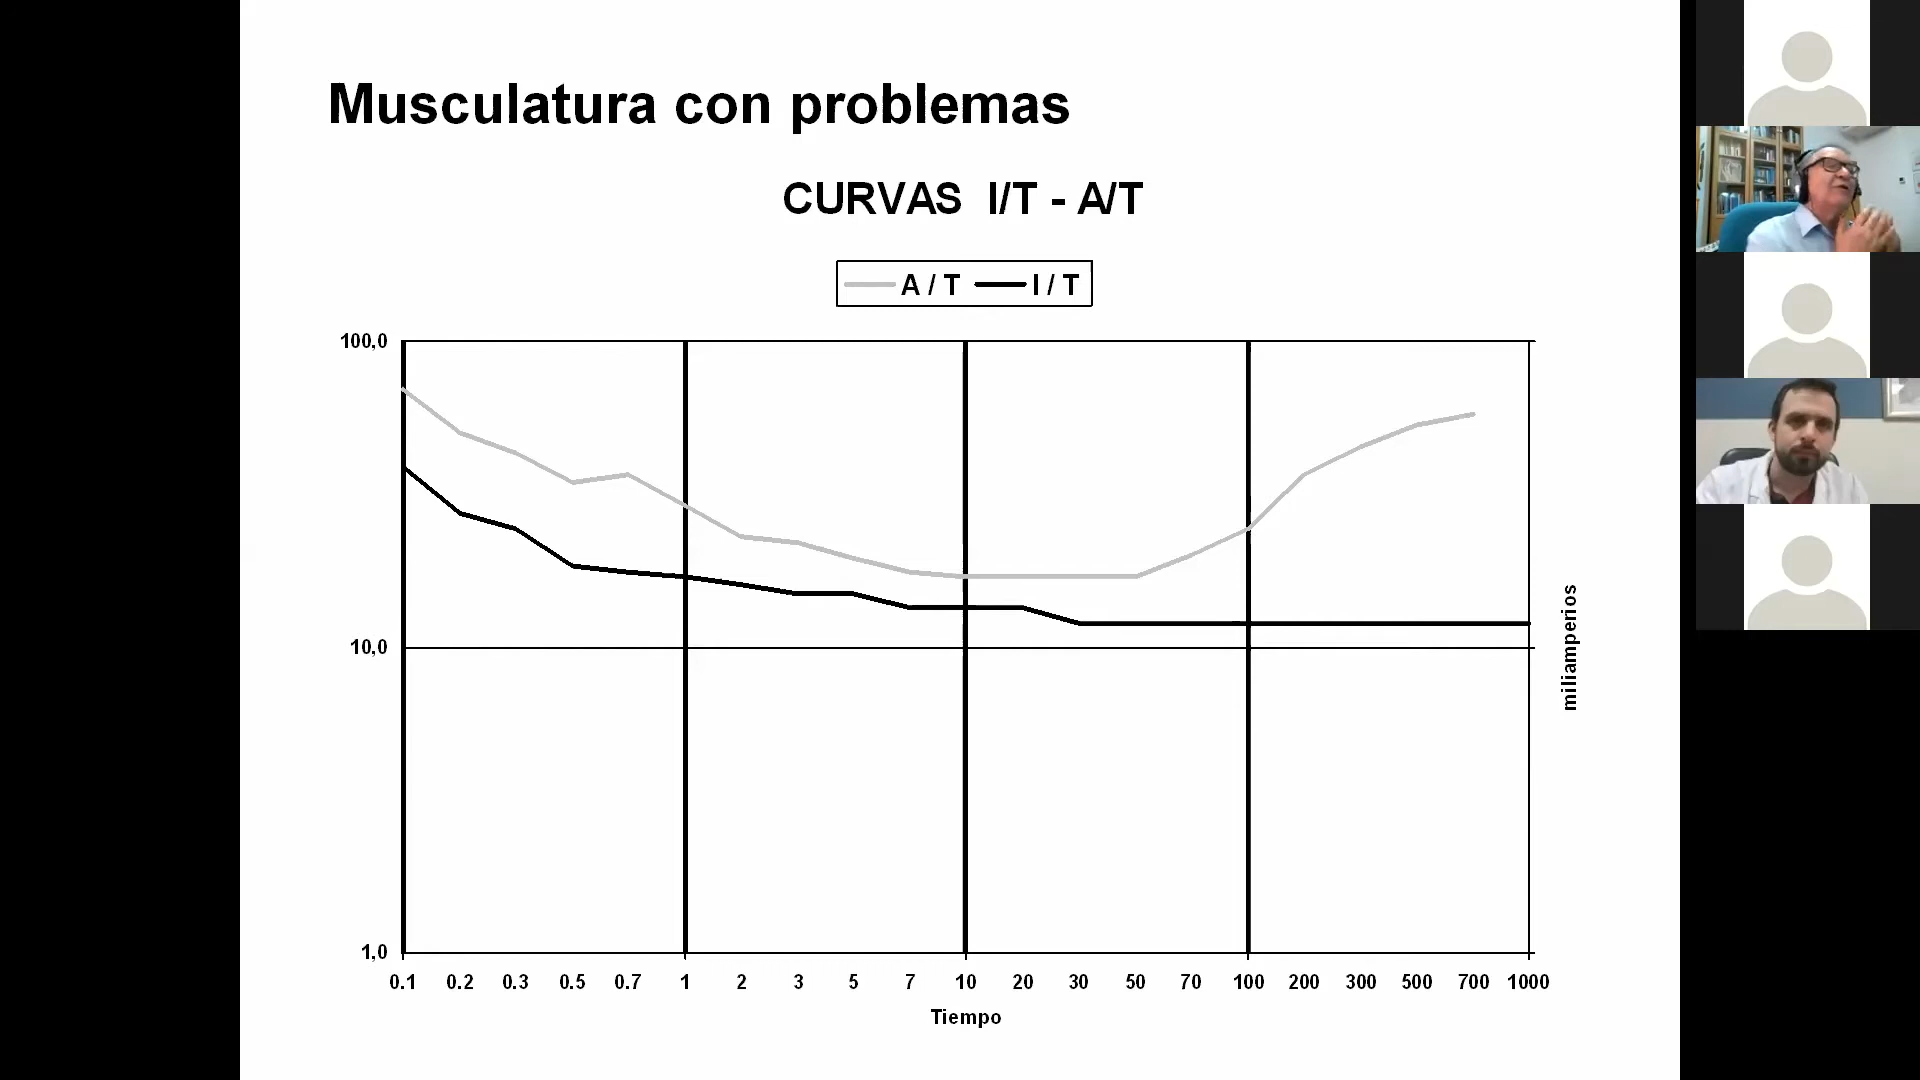 Musculatura con problemas
CURVAS I/T - A/T
A / T I / T
100,0
10,0
1,0
0.1 0.2 0.3 0.5 0.7 1 2 3 5 7 10 20 30 50 70 100 200 300 500 700 1000
Tiempo
miliamperios